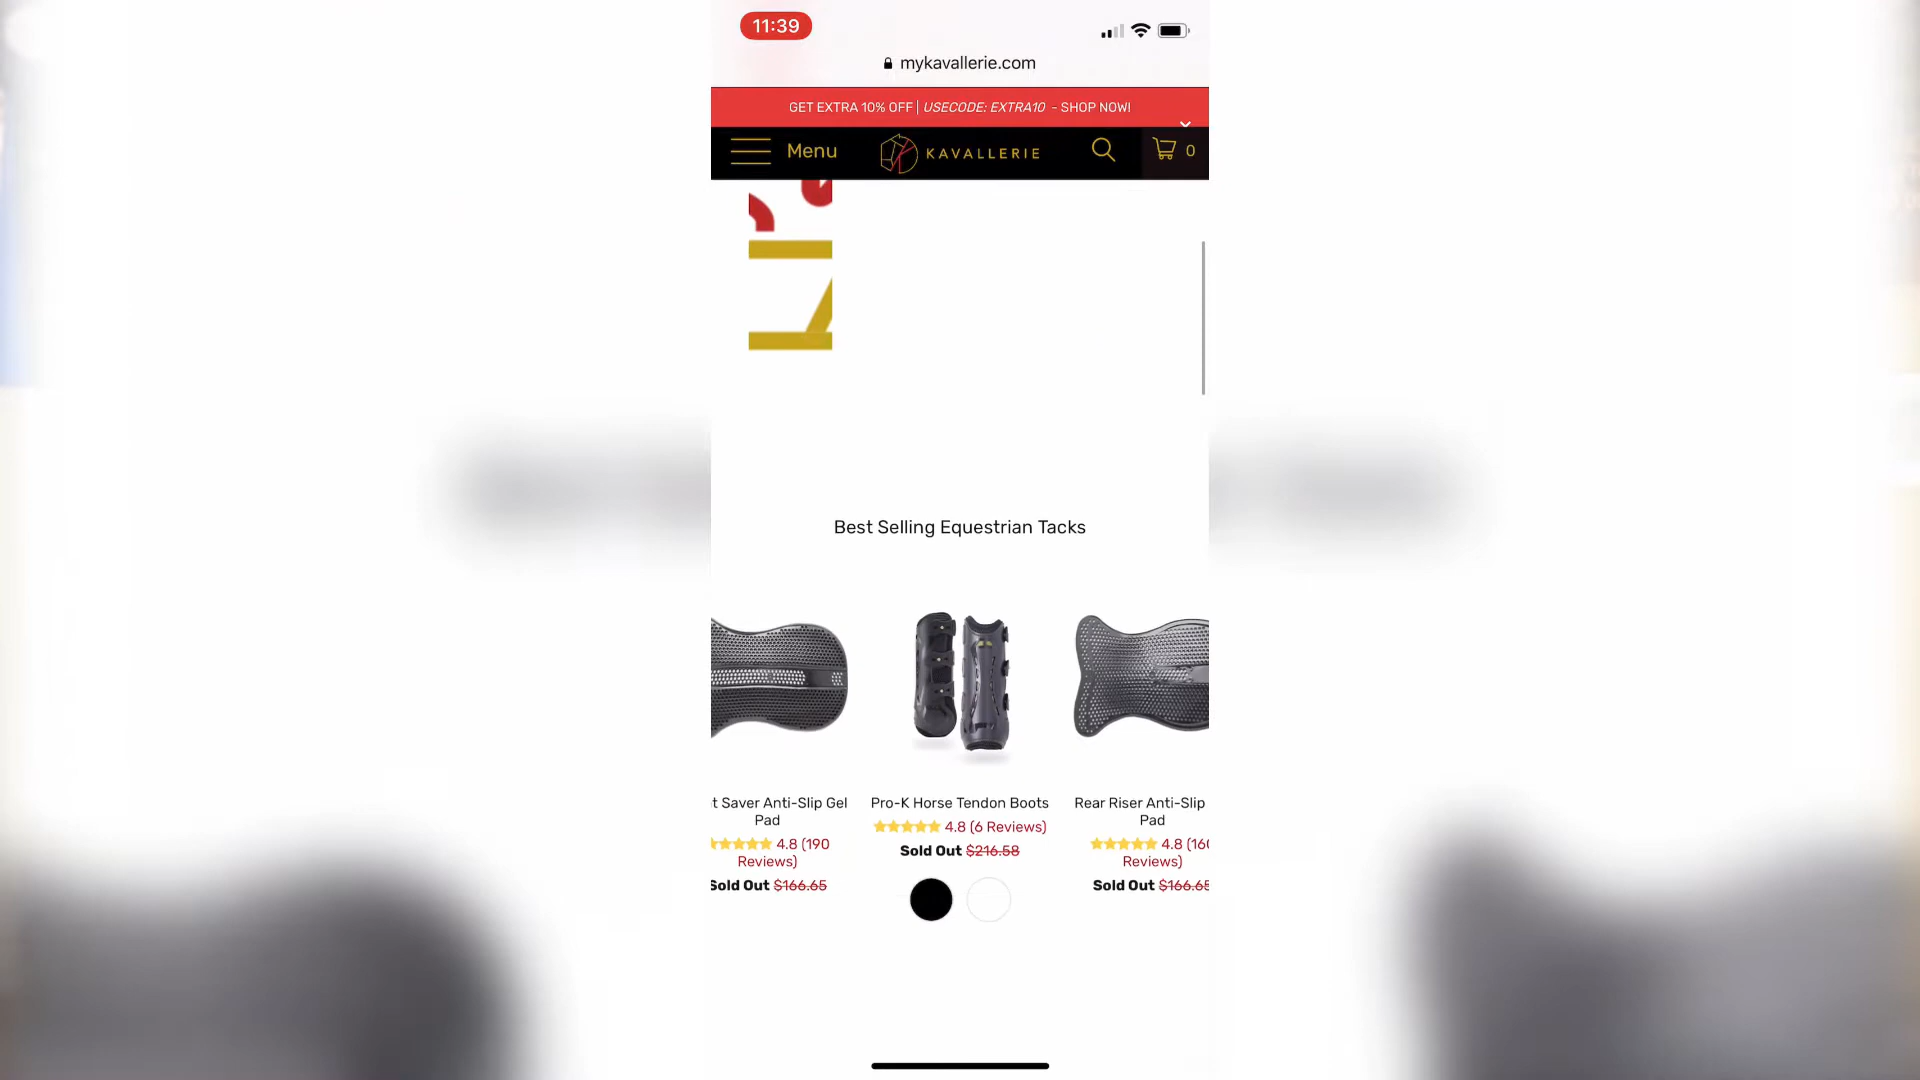 11:39
mykavallerie.com
GET EXTRA 10% OFF | USECODE: EXTRA10 - SHOP NOW!
Menu
KAVALLERIE
0
Best Selling Equestrian Tacks
t Saver Anti-Slip Gel
Pad
4.8 (190
Reviews)
Sold Out $166.65
Pro-K Horse Tendon Boots
4.8 (6 Reviews)
Sold Out $216.58
Rear Riser Anti-Slip
Pad
4.8 (160
Reviews)
Sold Out $166.65